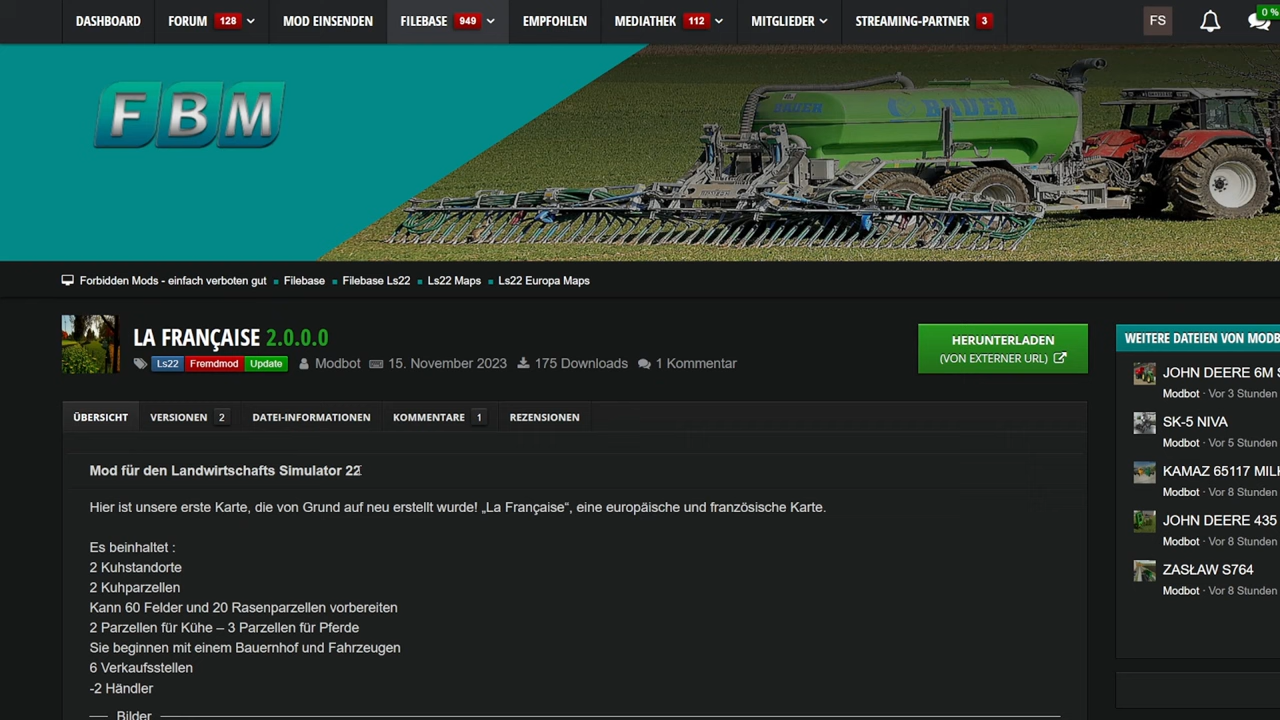 DASHBOARD FORUM 128 MOD EINSENDEN FILEBASE 949 EMPFOHLEN MEDIATHEK 112 MITGLIEDER STREAMING-PARTNER 3 FS 0 %
FBM
BAUER BAUER
Forbidden Mods - einfach verboten gut Filebase Filebase Ls22 Ls22 Maps Ls22 Europa Maps
LA FRANÇAISE 2.0.0.0
Ls22 Fremdmod Update Modbot 15. November 2023 175 Downloads 1 Kommentar
HERUNTERLADEN
(VON EXTERNER URL)
ÜBERSICHT VERSIONEN 2 DATEI-INFORMATIONEN KOMMENTARE 1 REZENSIONEN
Mod für den Landwirtschafts Simulator 22
Hier ist unsere erste Karte, die von Grund auf neu erstellt wurde! „La Française“, eine europäische und französische Karte.
Es beinhaltet :
2 Kuhstandorte
2 Kuhparzellen
Kann 60 Felder und 20 Rasenparzellen vorbereiten
2 Parzellen für Kühe – 3 Parzellen für Pferde
Sie beginnen mit einem Bauernhof und Fahrzeugen
6 Verkaufsstellen
-2 Händler
Bilder
WEITERE DATEIEN VON MODB
JOHN DEERE 6M S
Modbot · Vor 3 Stunden
SK-5 NIVA
Modbot · Vor 5 Stunden
KAMAZ 65117 MILK
Modbot · Vor 8 Stunden
JOHN DEERE 435
Modbot · Vor 8 Stunden
ZASŁAW S764
Modbot · Vor 8 Stunden